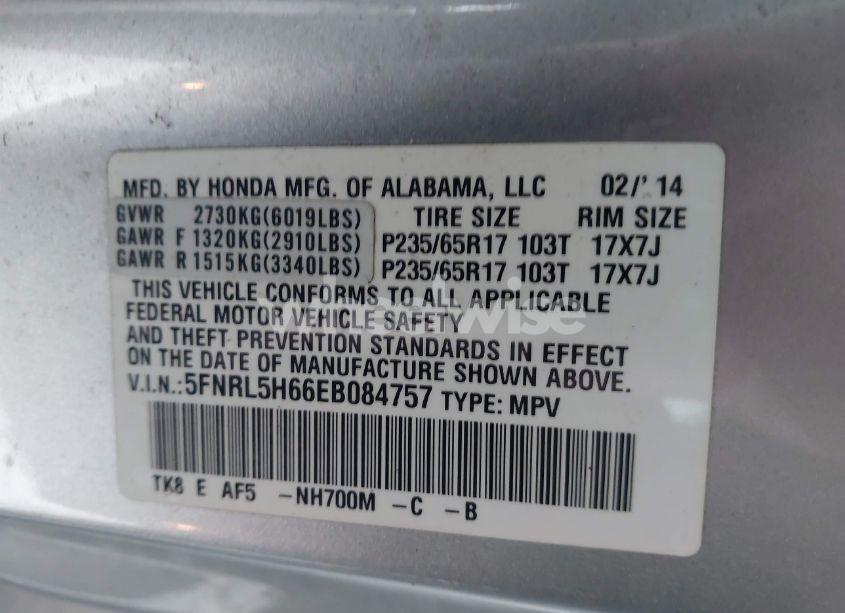 MFD. BY HONDA MFG. OF ALABAMA, LLC 02/' 14
GVWR 2730KG(6019LBS) TIRE SIZE RIM SIZE
GAWR F 1320KG(2910LBS) P235/65R17 103T 17X7J
GAWR R 1515KG(3340LBS) P235/65R17 103T 17X7J
THIS VEHICLE CONFORMS TO ALL APPLICABLE
FEDERAL MOTOR VEHICLE SAFETY
AND THEFT PREVENTION STANDARDS IN EFFECT
ON THE DATE OF MANUFACTURE SHOWN ABOVE.
V.I.N.:5FNRL5H66EB084757 TYPE: MPV
TK8 E AF5 -NH700M -C -B